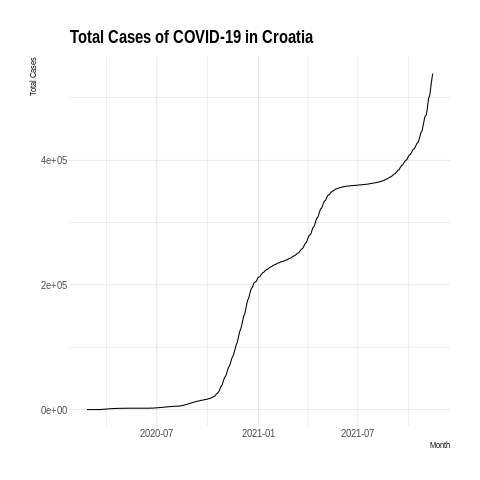 Total Cases of COVID-19 in Croatia
Total Cases
4e+05
2e+05
0e+00
2020-07 2021-01 2021-07
Month